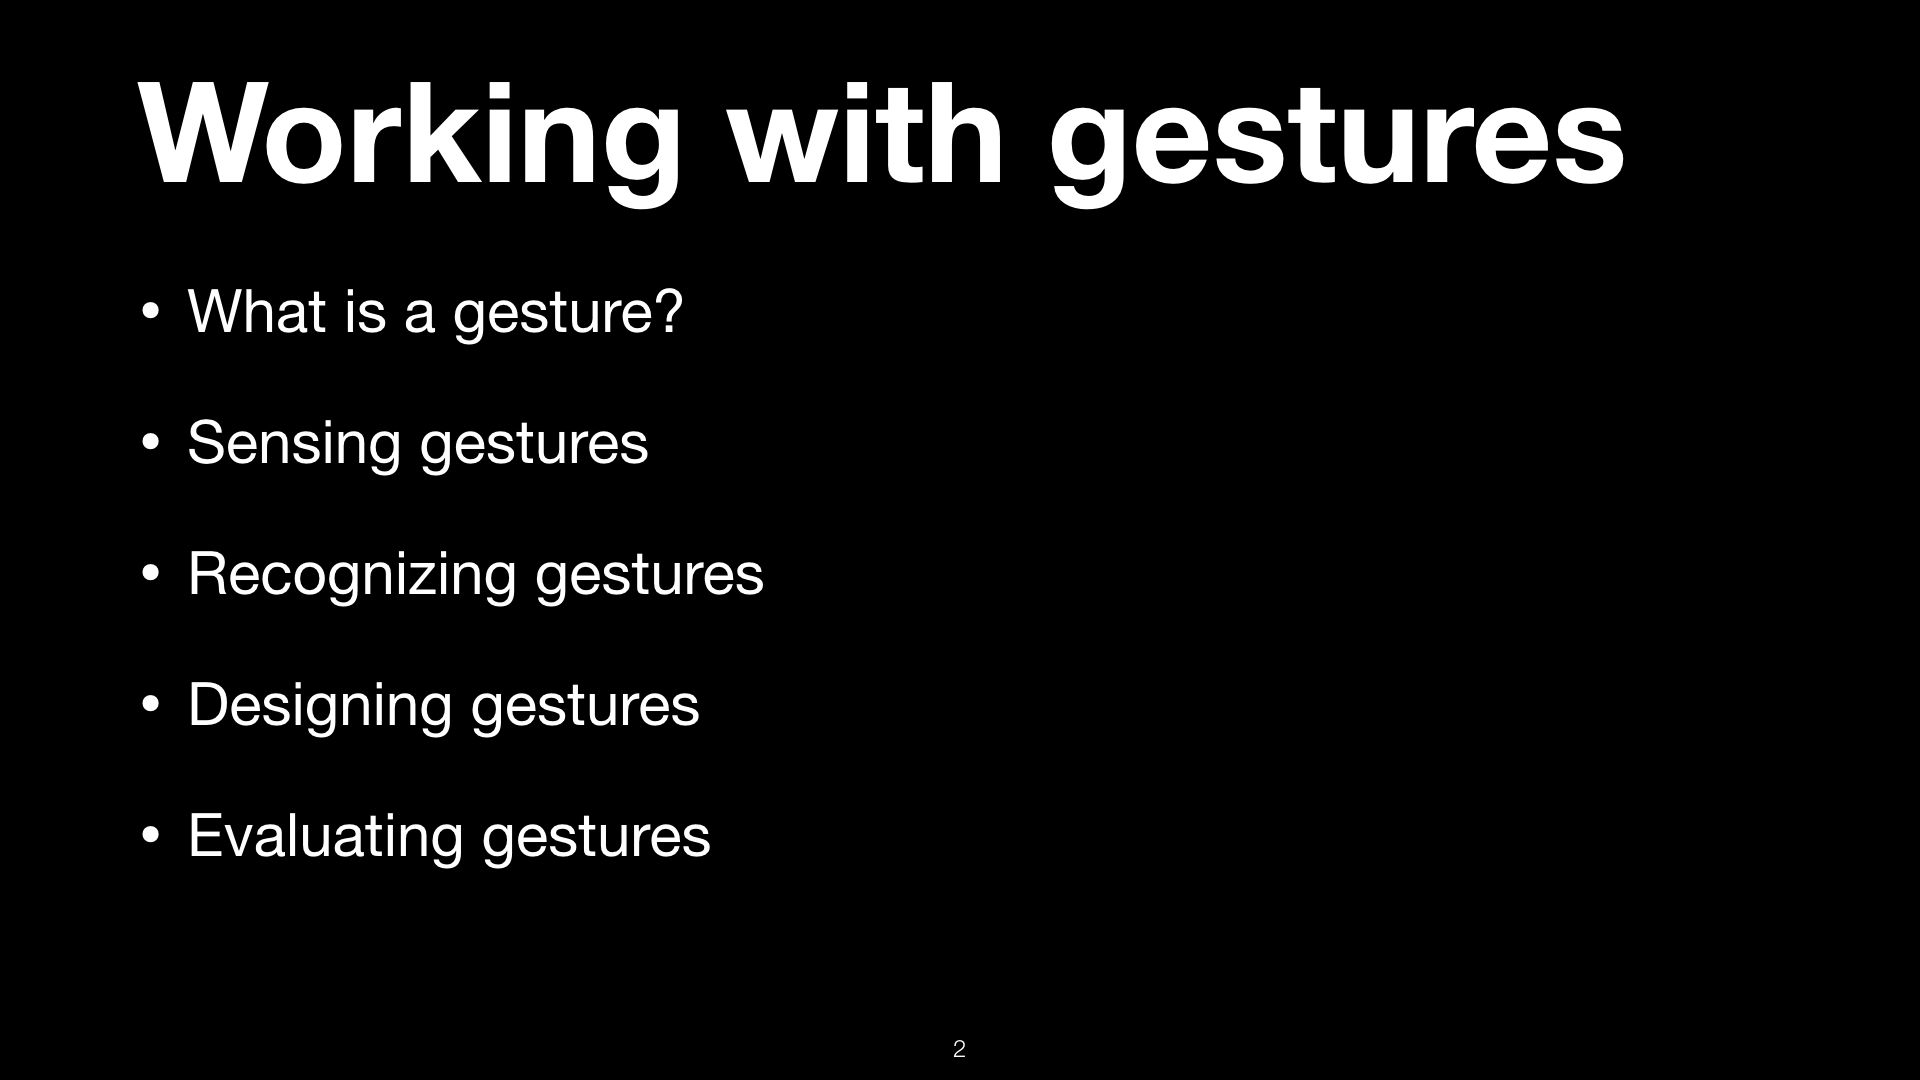 Working with gestures
• What is a gesture?
• Sensing gestures
• Recognizing gestures
• Designing gestures
• Evaluating gestures
2